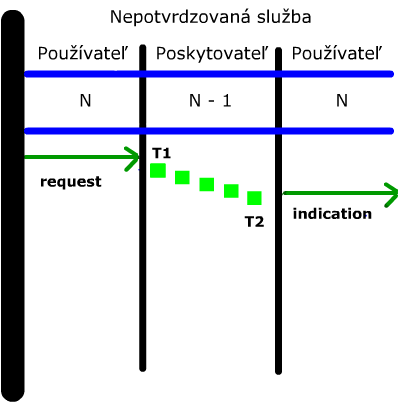 Nepotvrdzovaná služba
Používateľ Poskytovateľ Používateľ
N N - 1 N
T1
request
indication
T2